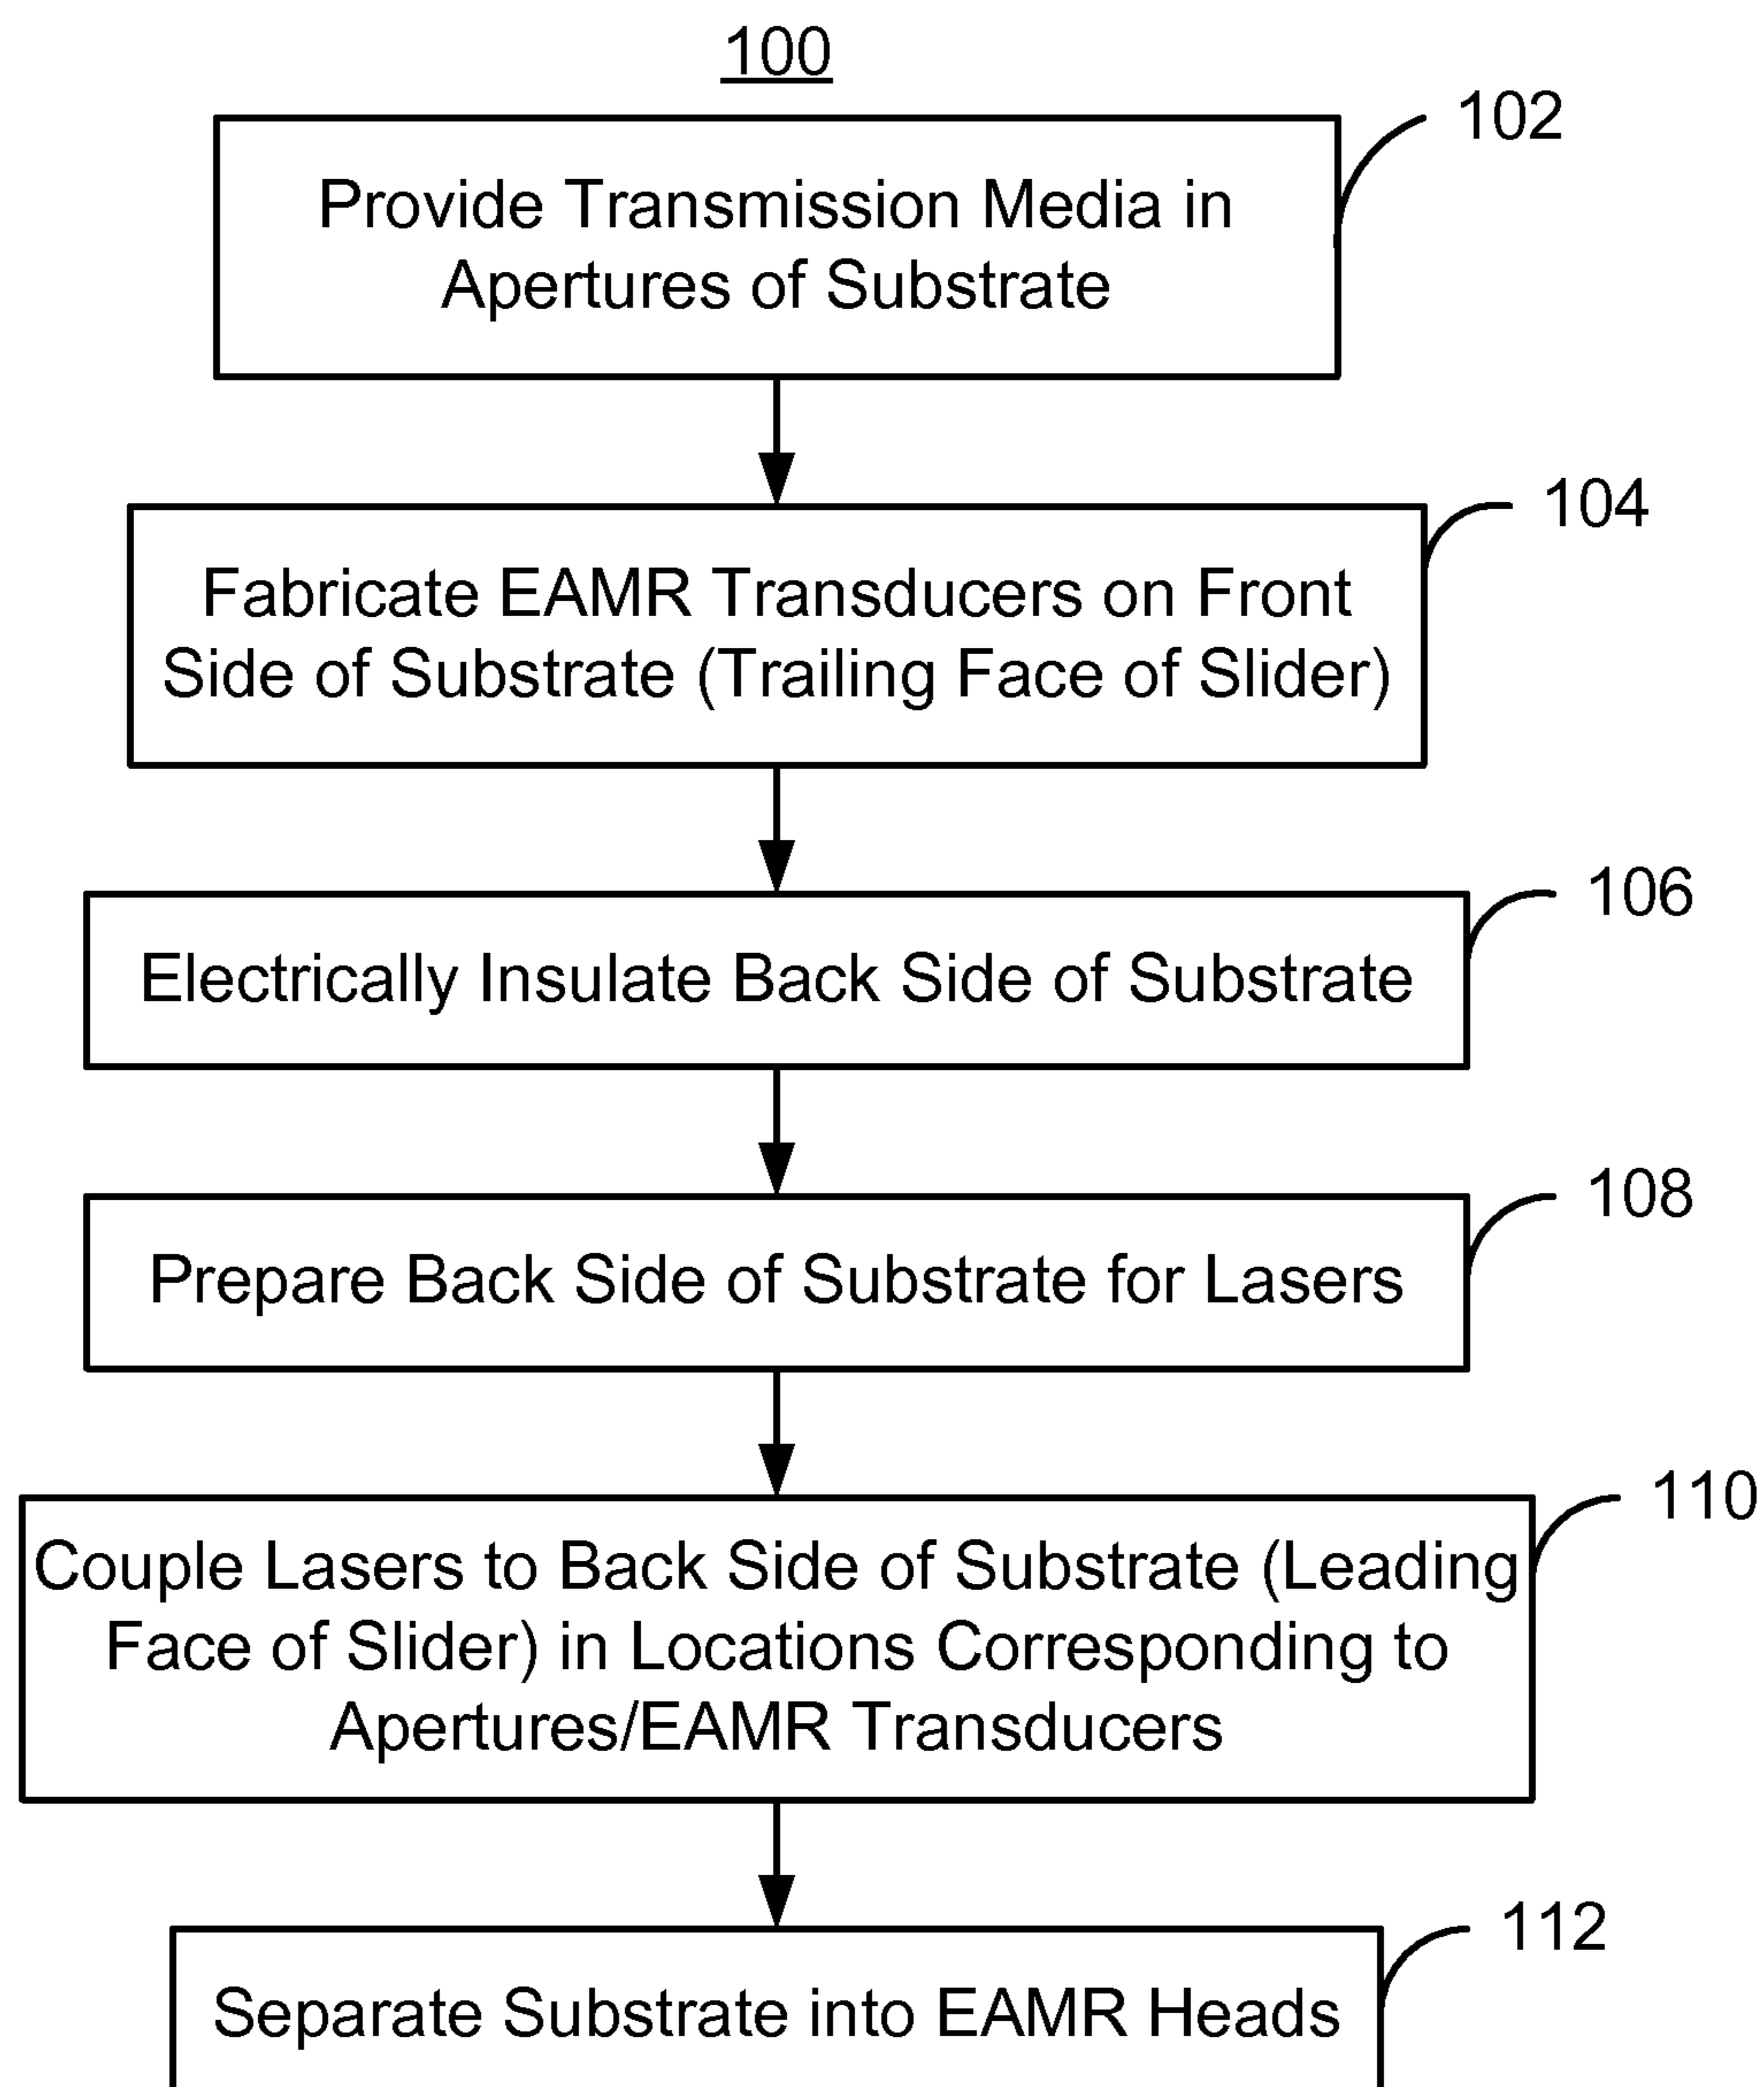 100
102
Provide Transmission Media in
Apertures of Substrate
104
Fabricate EAMR Transducers on Front
Side of Substrate (Trailing Face of Slider)
106
Electrically Insulate Back Side of Substrate
108
Prepare Back Side of Substrate for Lasers
110
Couple Lasers to Back Side of Substrate (Leading
Face of Slider) in Locations Corresponding to
Apertures/EAMR Transducers
112
Separate Substrate into EAMR Heads